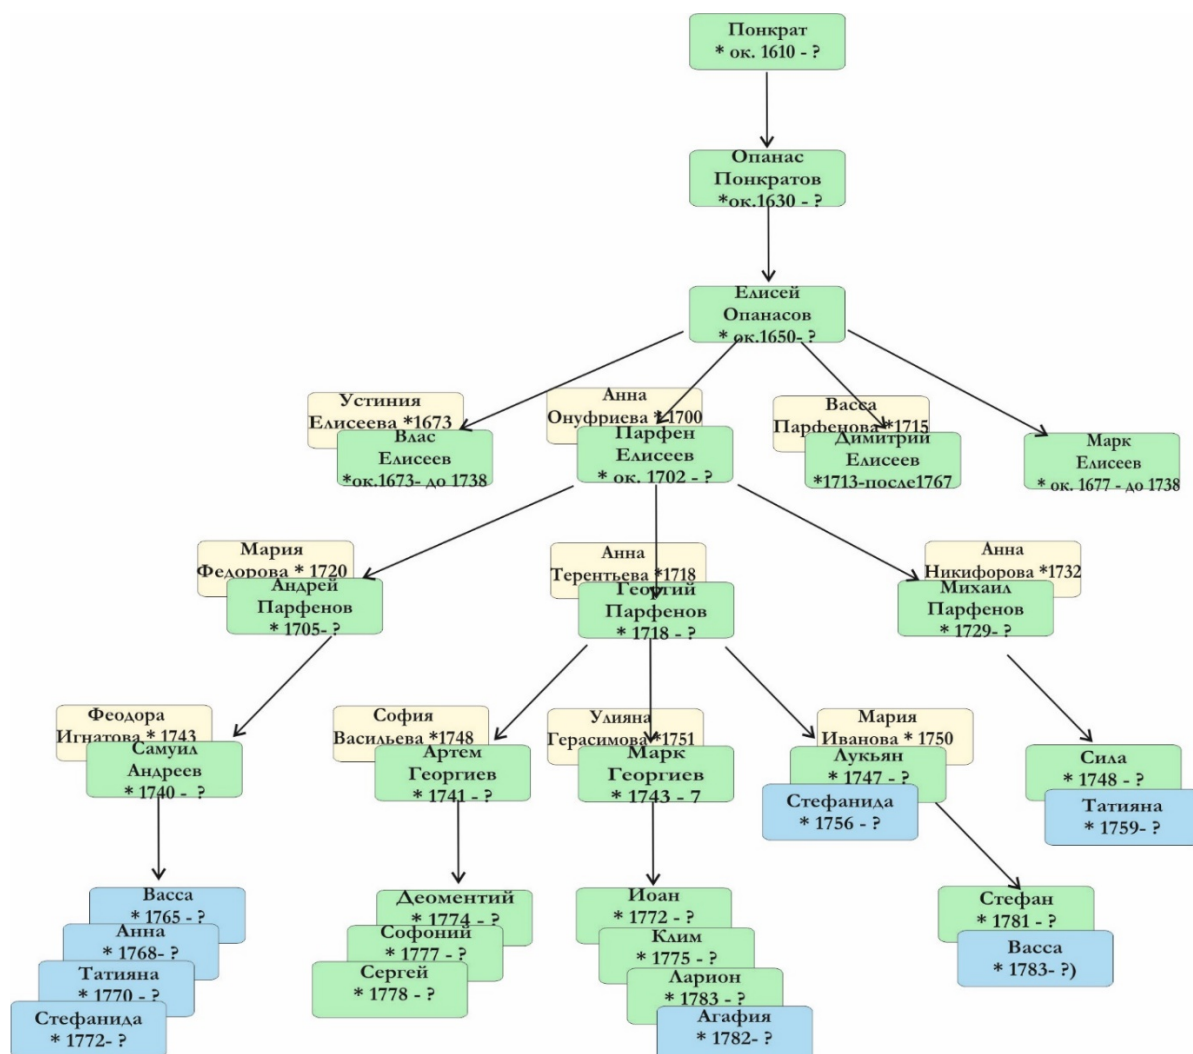 Понкрат
* ок. 1610 - ?
Опанас
Понкратов
*ок.1630 - ?
Елисей
Опанасов
* ок.1650- ?
Устиния
Елисеева *1673
Влас
Елисеев
*ок.1673- до 1738
Анна
Онуфриева *1700
Парфен
Елисеев
* ок. 1702 - ?
Васса
Парфенова *1715
Димитрий
Елисеев
*1713-после1767
Марк
Елисеев
* ок. 1677 - до 1738
Мария
Федорова * 1720
Андрей
Парфенов
* 1705- ?
Анна
Терентьева *1718
Георгий
Парфенов
* 1718 - ?
Анна
Никифорова *1732
Михаил
Парфенов
* 1729- ?
Феодора
Игнатова * 1743
Самуил
Андреев
* 1740 - ?
София
Васильева *1748
Артем
Георгиев
* 1741 - ?
Улияна
Герасимова *1751
Марк
Георгиев
* 1743 - 7
Мария
Иванова * 1750
Лукьян
* 1747 - ?
Стефанида
* 1756 - ?
Сила
* 1748 - ?
Татияна
* 1759- ?
Васса
* 1765 - ?
Анна
* 1768- ?
Татияна
* 1770 - ?
Стефанида
* 1772- ?
Деоментий
* 1774 - ?
Софоний
* 1777 - ?
Сергей
* 1778 - ?
Иоан
* 1772 - ?
Клим
* 1775 - ?
Ларион
* 1783 - ?
Агафия
* 1782- ?
Стефан
* 1781 - ?
Васса
* 1783- ?)